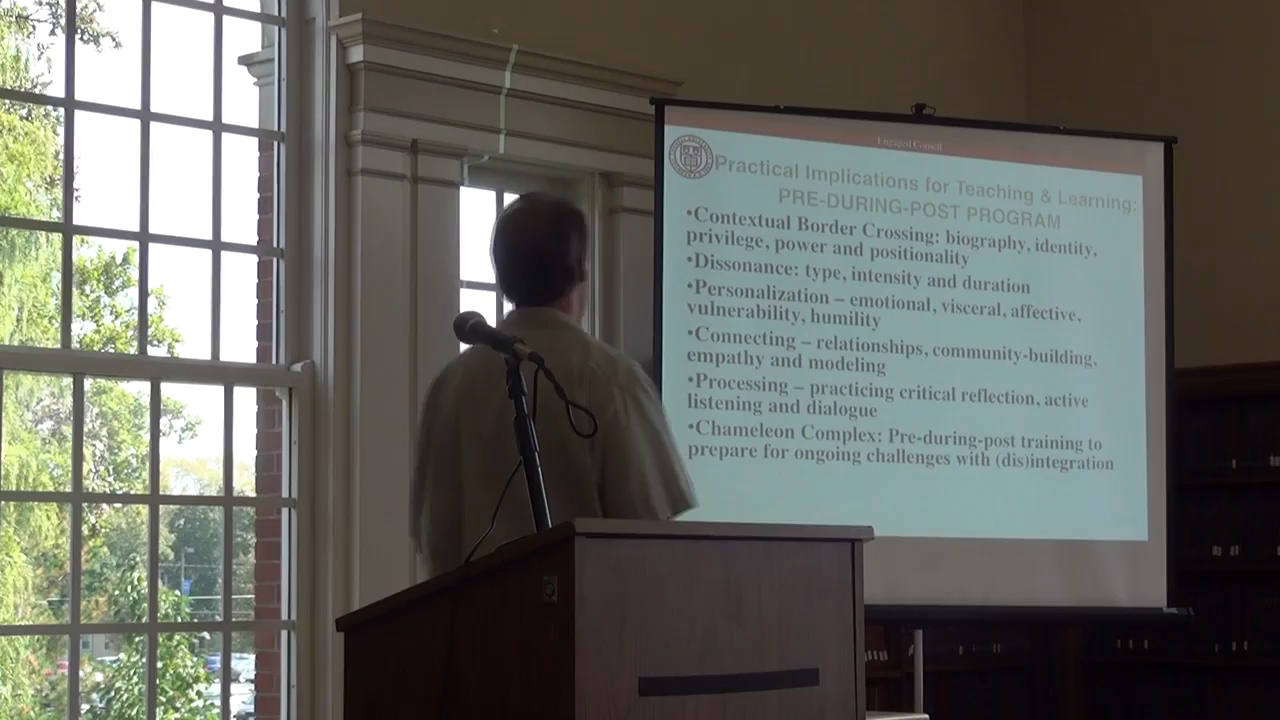 Engaged Cornell
Practical Implications for Teaching & Learning:
PRE-DURING-POST PROGRAM
•Contextual Border Crossing: biography, identity,
privilege, power and positionality
•Dissonance: type, intensity and duration
•Personalization – emotional, visceral, affective,
vulnerability, humility
•Connecting – relationships, community-building,
empathy and modeling
•Processing – practicing critical reflection, active
listening and dialogue
•Chameleon Complex: Pre-during-post training to
prepare for ongoing challenges with (dis)integration